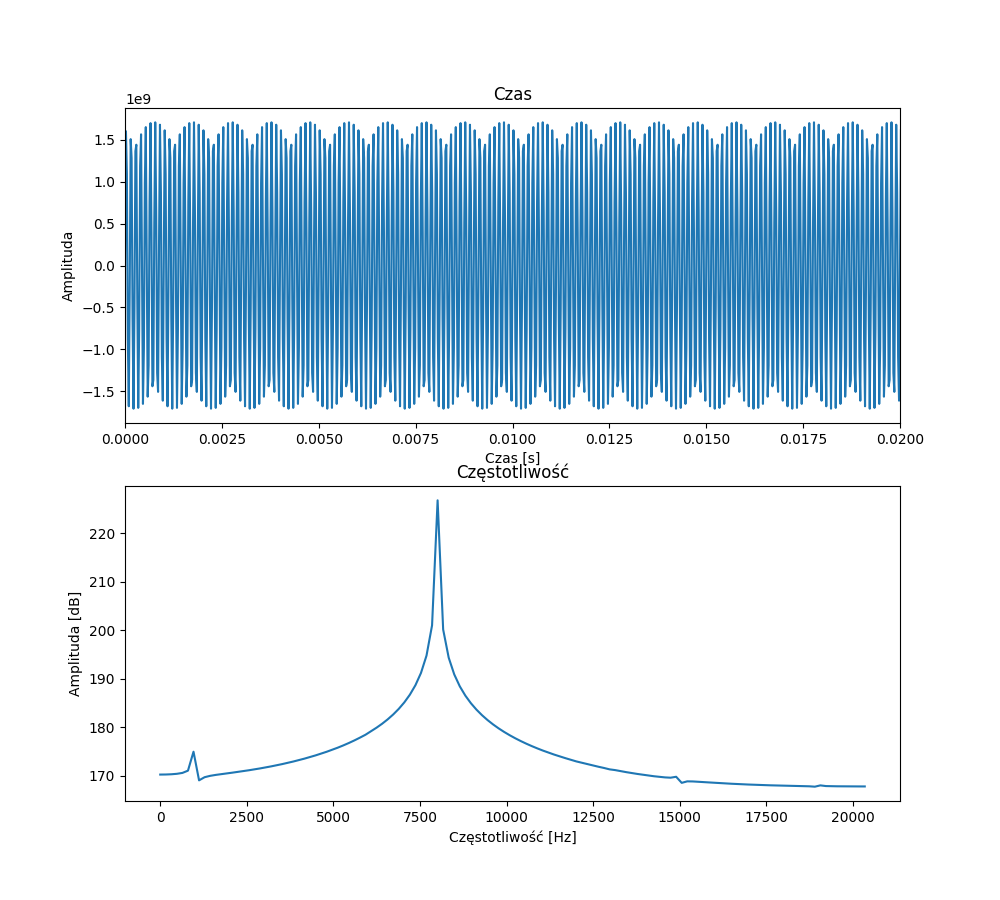 Czas
1e9
1.5
1.0
0.5
0.0
−0.5
−1.0
−1.5
Amplituda
0.0000 0.0025 0.0050 0.0075 0.0100 0.0125 0.0150 0.0175 0.0200
Czas [s]
Częstotliwość
220
210
200
190
180
170
Amplituda [dB]
0 2500 5000 7500 10000 12500 15000 17500 20000
Częstotliwość [Hz]